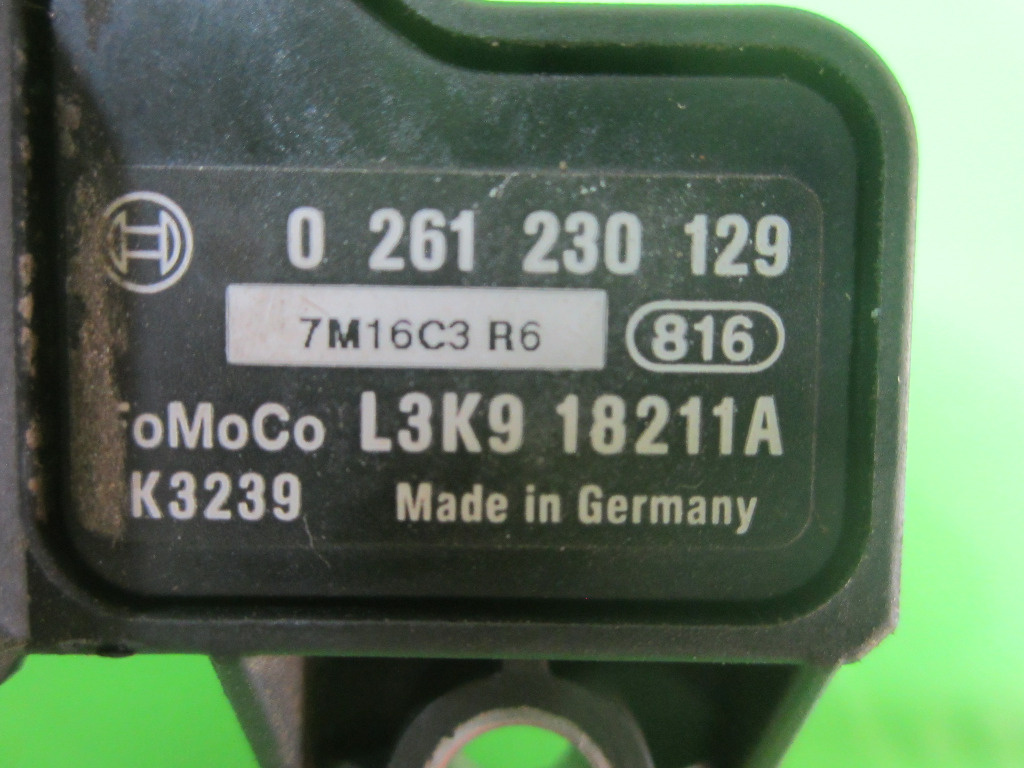 0 261 230 129
7M16C3 R6 816
FoMoCo L3K9 18211A
K3239 Made in Germany